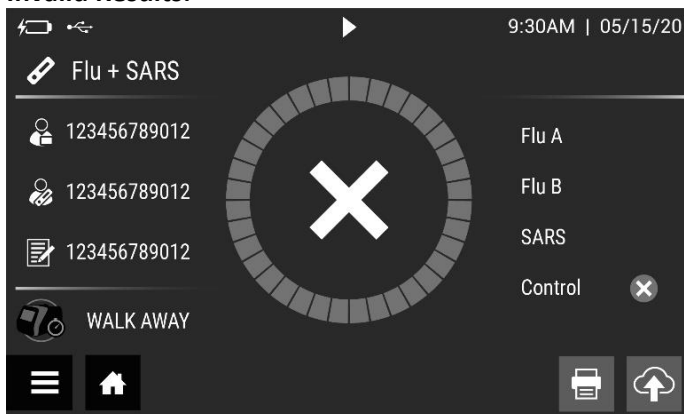 Invalid Results:
9:30AM | 05/15/20
Flu + SARS
123456789012
123456789012
123456789012
WALK AWAY
Flu A
Flu B
SARS
Control